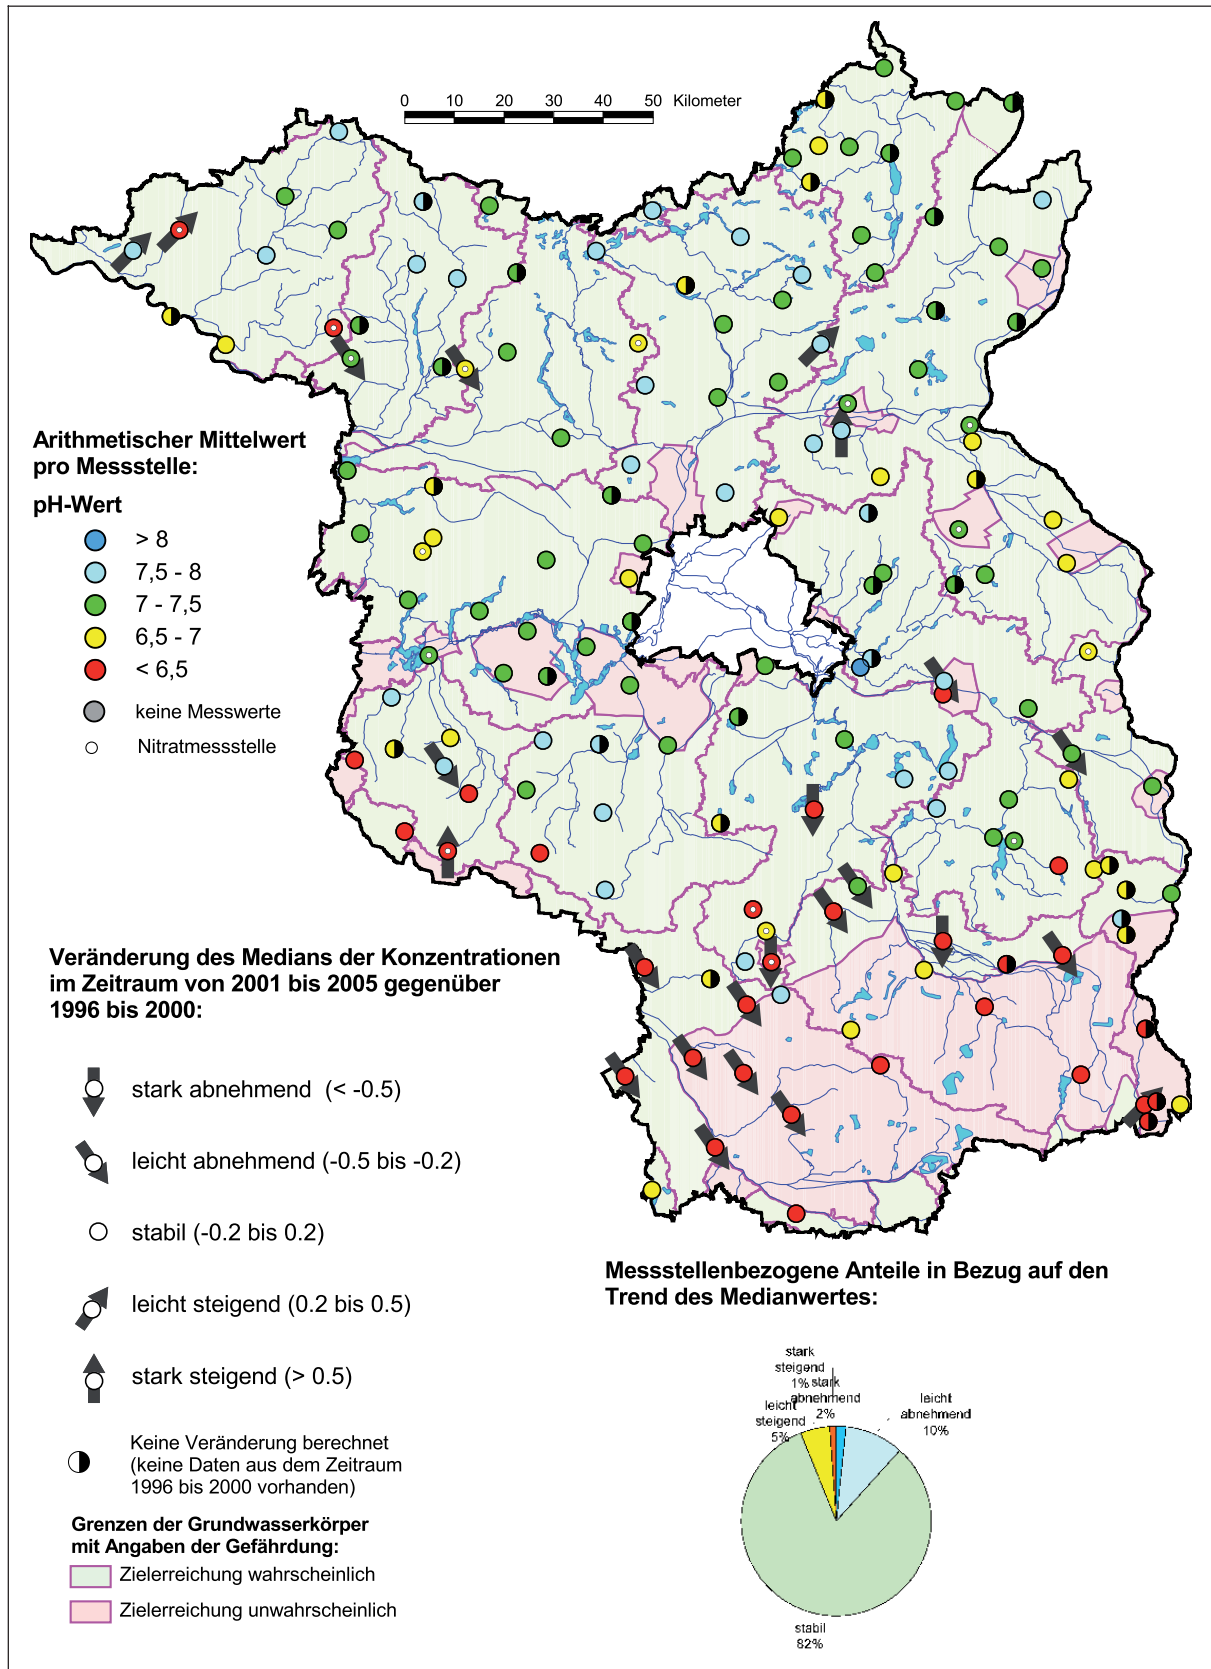 0 10 20 30 40 50 Kilometer
Arithmetischer Mittelwert
pro Messstelle:
pH-Wert
> 8
7,5 - 8
7 - 7,5
6,5 - 7
< 6,5
keine Messwerte
Nitratmessstelle
Veränderung des Medians der Konzentrationen
im Zeitraum von 2001 bis 2005 gegenüber
1996 bis 2000:
stark abnehmend (< -0.5)
leicht abnehmend (-0.5 bis -0.2)
stabil (-0.2 bis 0.2)
leicht steigend (0.2 bis 0.5)
stark steigend (> 0.5)
Keine Veränderung berechnet
(keine Daten aus dem Zeitraum
1996 bis 2000 vorhanden)
Grenzen der Grundwasserkörper
mit Angaben der Gefährdung:
Zielerreichung wahrscheinlich
Zielerreichung unwahrscheinlich
Messstellenbezogene Anteile in Bezug auf den
Trend des Medianwertes:
stark
steigend
1%
stark
abnehmend
2%
leicht
steigend
5%
leicht
abnehmend
10%
stabil
82%